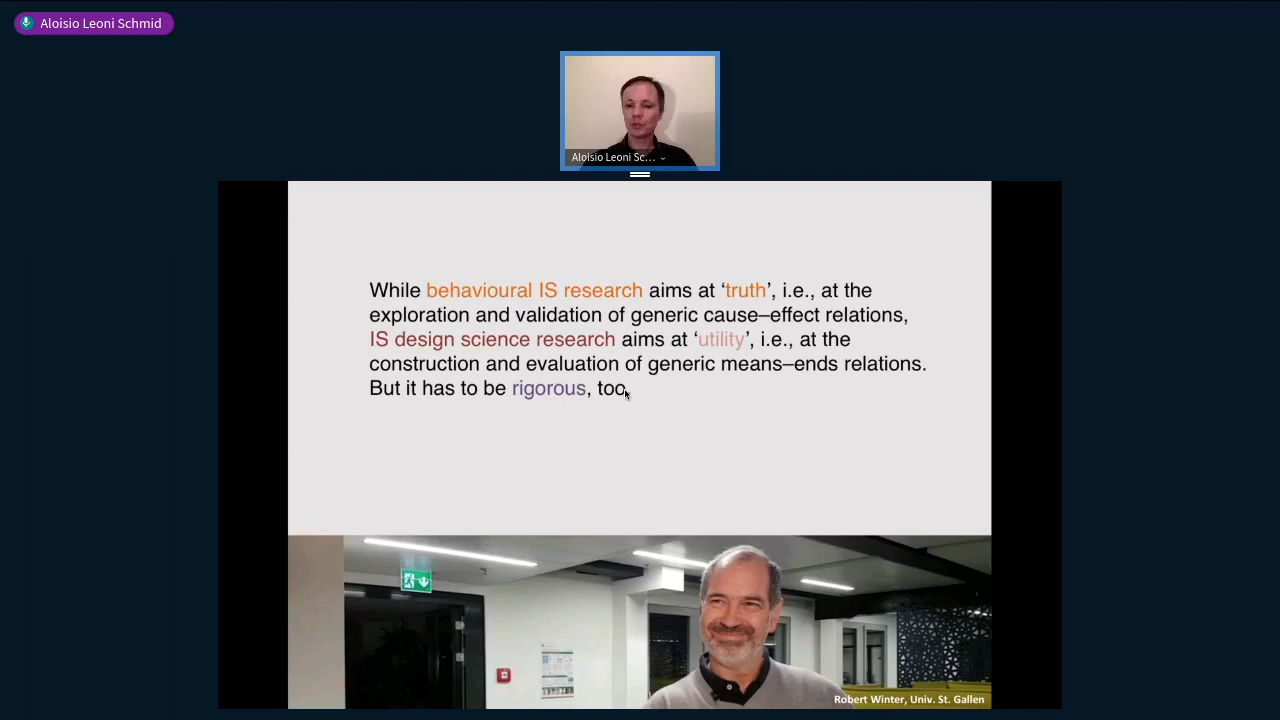 Aloisio Leoni Schmid
Aloisio Leoni Sc...
While behavioural IS research aims at ‘truth’, i.e., at the
exploration and validation of generic cause–effect relations,
IS design science research aims at ‘utility’, i.e., at the
construction and evaluation of generic means–ends relations.
But it has to be rigorous, too.
Robert Winter, Univ. St. Gallen